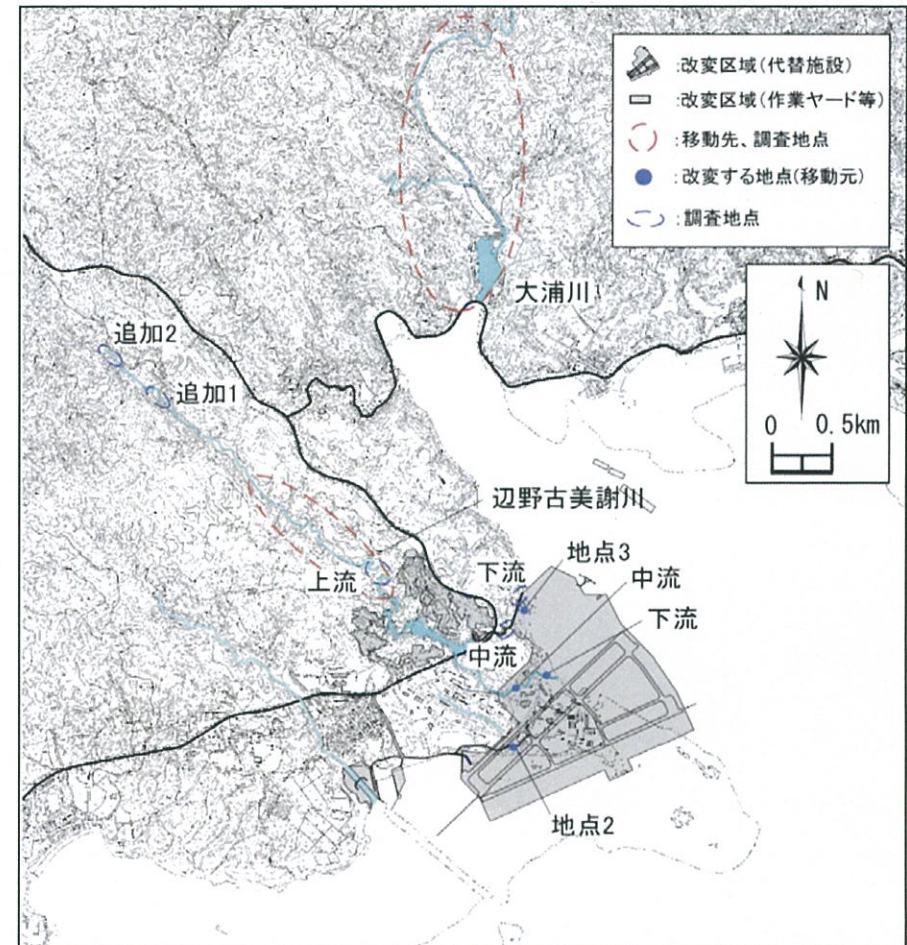 :改変区域(代替施設)
:改変区域(作業ヤード等)
:移動先、調査地点
:改変する地点(移動元)
:調査地点
N
0 0.5km
大浦川
追加2
追加1
辺野古美謝川
地点3
下流
中流
上流
下流
中流
地点2